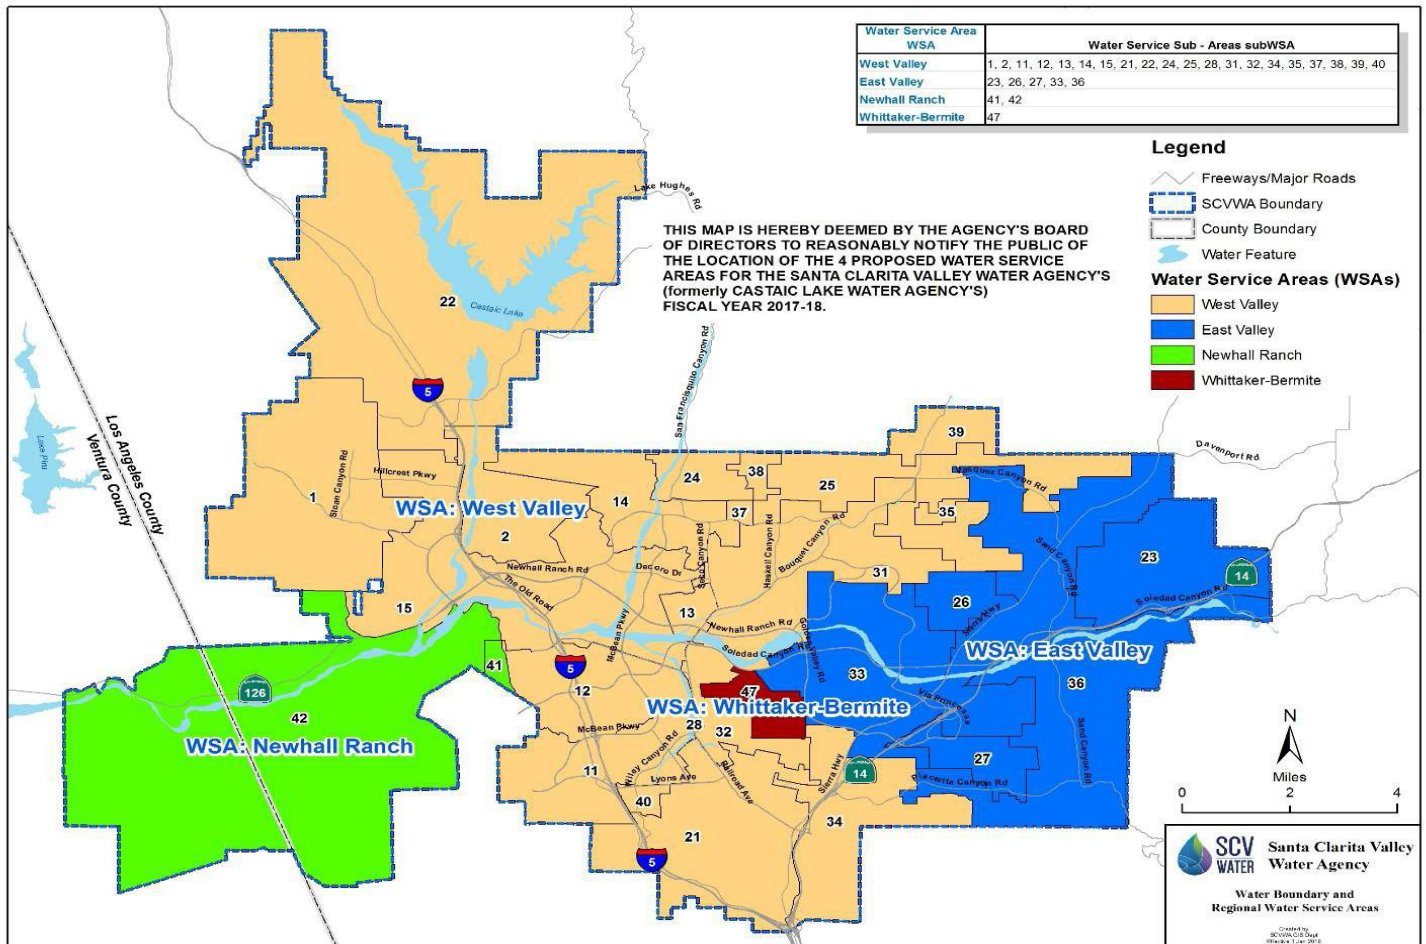 Water Service Area
WSA
Water Service Sub - Areas subWSA
West Valley
1, 2, 11, 12, 13, 14, 15, 21, 22, 24, 25, 28, 31, 32, 34, 35, 37, 38, 39, 40
East Valley
23, 26, 27, 33, 36
Newhall Ranch
41, 42
Whittaker-Bermite
47
Legend
Freeways/Major Roads
SCVWA Boundary
County Boundary
Water Feature
Water Service Areas (WSAs)
West Valley
East Valley
Newhall Ranch
Whittaker-Bermite
THIS MAP IS HEREBY DEEMED BY THE AGENCY'S BOARD
OF DIRECTORS TO REASONABLY NOTIFY THE PUBLIC OF
THE LOCATION OF THE 4 PROPOSED WATER SERVICE
AREAS FOR THE SANTA CLARITA VALLEY WATER AGENCY'S
(formerly CASTAIC LAKE WATER AGENCY'S)
FISCAL YEAR 2017-18.
Lake Hughes Rd
22
Castaic Lake
5
San Francisquito Canyon Rd
Los Angeles County
Ventura County
Lake Piru
39
Davenport Rd
Vasquez Canyon Rd
Hillcrest Pkwy
Sloan Canyon Rd
1
WSA: West Valley
14
24
38
25
37
35
2
Newhall Ranch Rd
Decoro Dr
Seco Canyon Rd
Haskell Canyon Rd
Bouquet Canyon Rd
31
Sand Canyon Rd
23
14
Soledad Canyon Rd
The Old Road
15
13
26
Sierra Hwy
Newhall Ranch Rd
Soledad Canyon Rd
Golden Valley Rd
McBean Pkwy
WSA: East Valley
41
5
12
33
36
126
42
47
WSA: Whittaker-Bermite
Via Princessa
WSA: Newhall Ranch
McBean Pkwy
28
32
Sand Canyon Rd
27
11
Wiley Canyon Rd
Lyons Ave
Railroad Ave
Sierra Hwy
14
Placerita Canyon Rd
40
21
34
5
N
Miles
0 2 4
SCV
WATER
Santa Clarita Valley
Water Agency
Water Boundary and
Regional Water Service Areas
Created by
SCVWA GIS Dept
Effective 1 Jan 2018